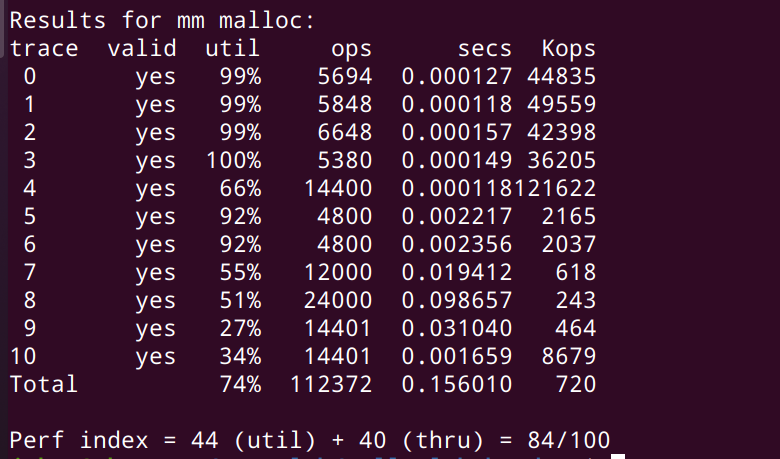 Results for mm malloc:
trace  valid  util     ops      secs  Kops
 0       yes   99%    5694  0.000127 44835
 1       yes   99%    5848  0.000118 49559
 2       yes   99%    6648  0.000157 42398
 3       yes  100%    5380  0.000149 36205
 4       yes   66%   14400  0.000118121622
 5       yes   92%    4800  0.002217  2165
 6       yes   92%    4800  0.002356  2037
 7       yes   55%   12000  0.019412   618
 8       yes   51%   24000  0.098657   243
 9       yes   27%   14401  0.031040   464
10       yes   34%   14401  0.001659  8679
Total          74%  112372  0.156010   720
Perf index = 44 (util) + 40 (thru) = 84/100